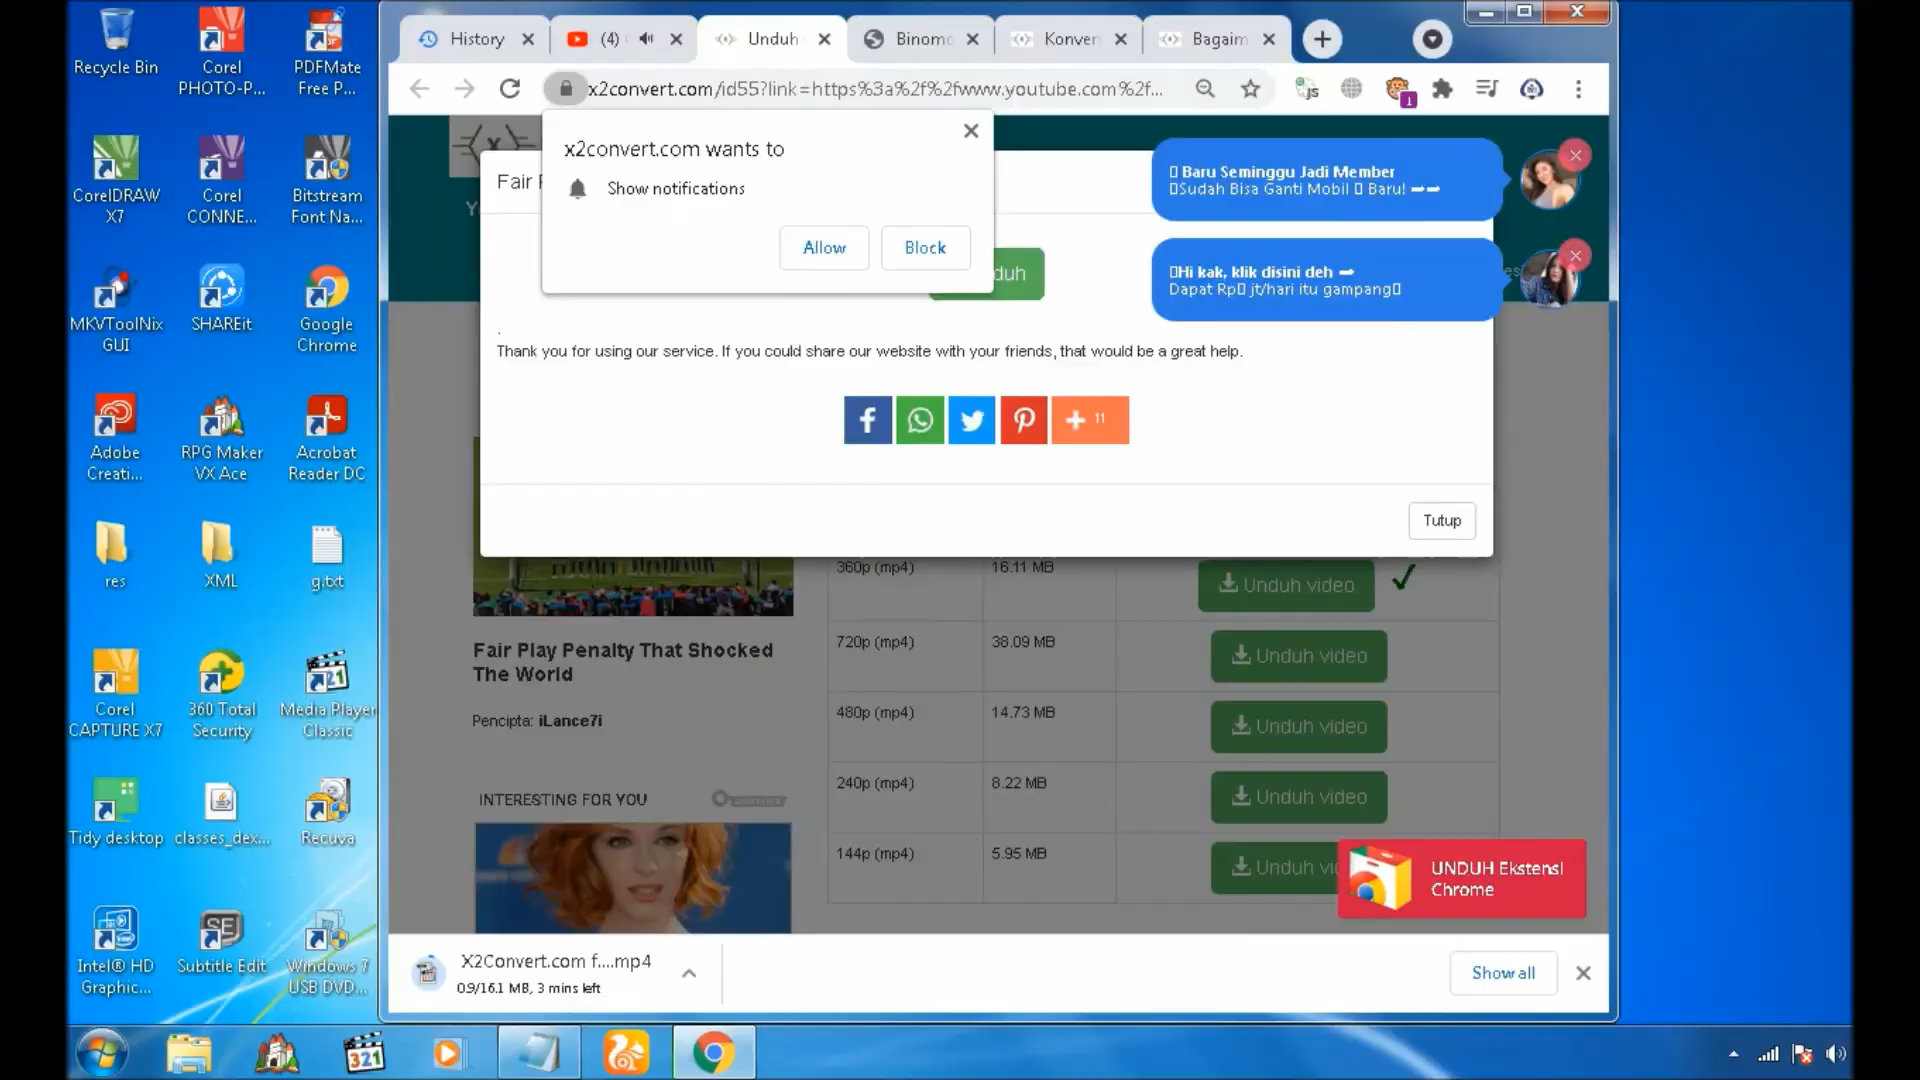 Recycle Bin
Corel
PHOTO-P...
PDFMate
Free P...
CorelDRAW
X7
Corel
CONNE...
Bitstream
Font Na...
MKVToolNix
GUI
SHAREit
Google
Chrome
Adobe
Creati...
RPG Maker
VX Ace
Acrobat
Reader DC
res
XML
g.txt
Corel
CAPTURE X7
360 Total
Security
Media Player
Classic
321
Tidy desktop
classes_dex...
Recuva
Intel® HD
Graphic...
SE
Subtitle Edit
Windows 7
USB DVD...
History
(4)
Unduh
Binomo
Konver
Bagaim
x2convert.com/id55?link=https%3a%2f%2fwww.youtube.com%2f...
js
1
x2convert.com wants to
Show notifications
Allow
Block
Fair
duh
Baru Seminggu Jadi Member
Sudah Bisa Ganti Mobil Baru!
Hi kak, klik disini deh
Dapat Rp jt/hari itu gampang
.
Thank you for using our service. If you could share our website with your friends, that would be a great help.
11
Tutup
360p (mp4) 16.11 MB Unduh video
720p (mp4) 38.09 MB Unduh video
480p (mp4) 14.73 MB Unduh video
240p (mp4) 8.22 MB Unduh video
144p (mp4) 5.95 MB Unduh vi
Fair Play Penalty That Shocked
The World
Pencipta: iLance7i
INTERESTING FOR YOU
UNDUH Ekstensi
Chrome
X2Convert.com f....mp4
0.9/16.1 MB, 3 mins left
Show all
321